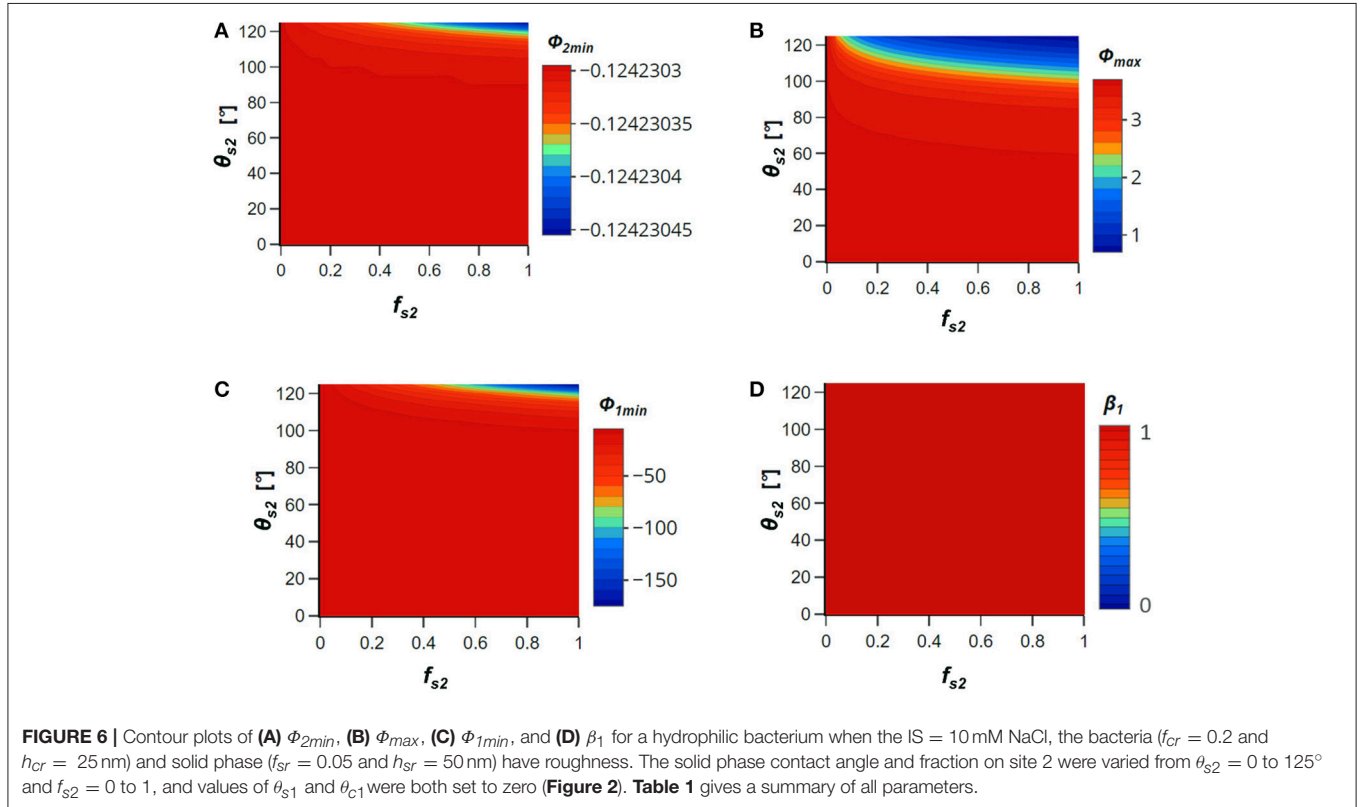 A
120
100
80
60
40
20
0
θs2 [°]
0 0.2 0.4 0.6 0.8 1
fs2
Φ2min
−0.1242303
−0.12423035
−0.1242304
−0.12423045
B
120
100
80
60
40
20
0
θs2 [°]
0 0.2 0.4 0.6 0.8 1
fs2
Φmax
3
2
1
C
120
100
80
60
40
20
0
θs2 [°]
0 0.2 0.4 0.6 0.8 1
fs2
Φ1min
−50
−100
−150
D
120
100
80
60
40
20
0
θs2 [°]
0 0.2 0.4 0.6 0.8 1
fs2
β1
1
0
FIGURE 6 | Contour plots of (A) Φ2min, (B) Φmax, (C) Φ1min, and (D) β1 for a hydrophilic bacterium when the IS = 10 mM NaCl, the bacteria (fcr = 0.2 and
hcr = 25 nm) and solid phase (fsr = 0.05 and hsr = 50 nm) have roughness. The solid phase contact angle and fraction on site 2 were varied from θs2 = 0 to 125°
and fs2 = 0 to 1, and values of θs1 and θc1 were both set to zero (Figure 2). Table 1 gives a summary of all parameters.